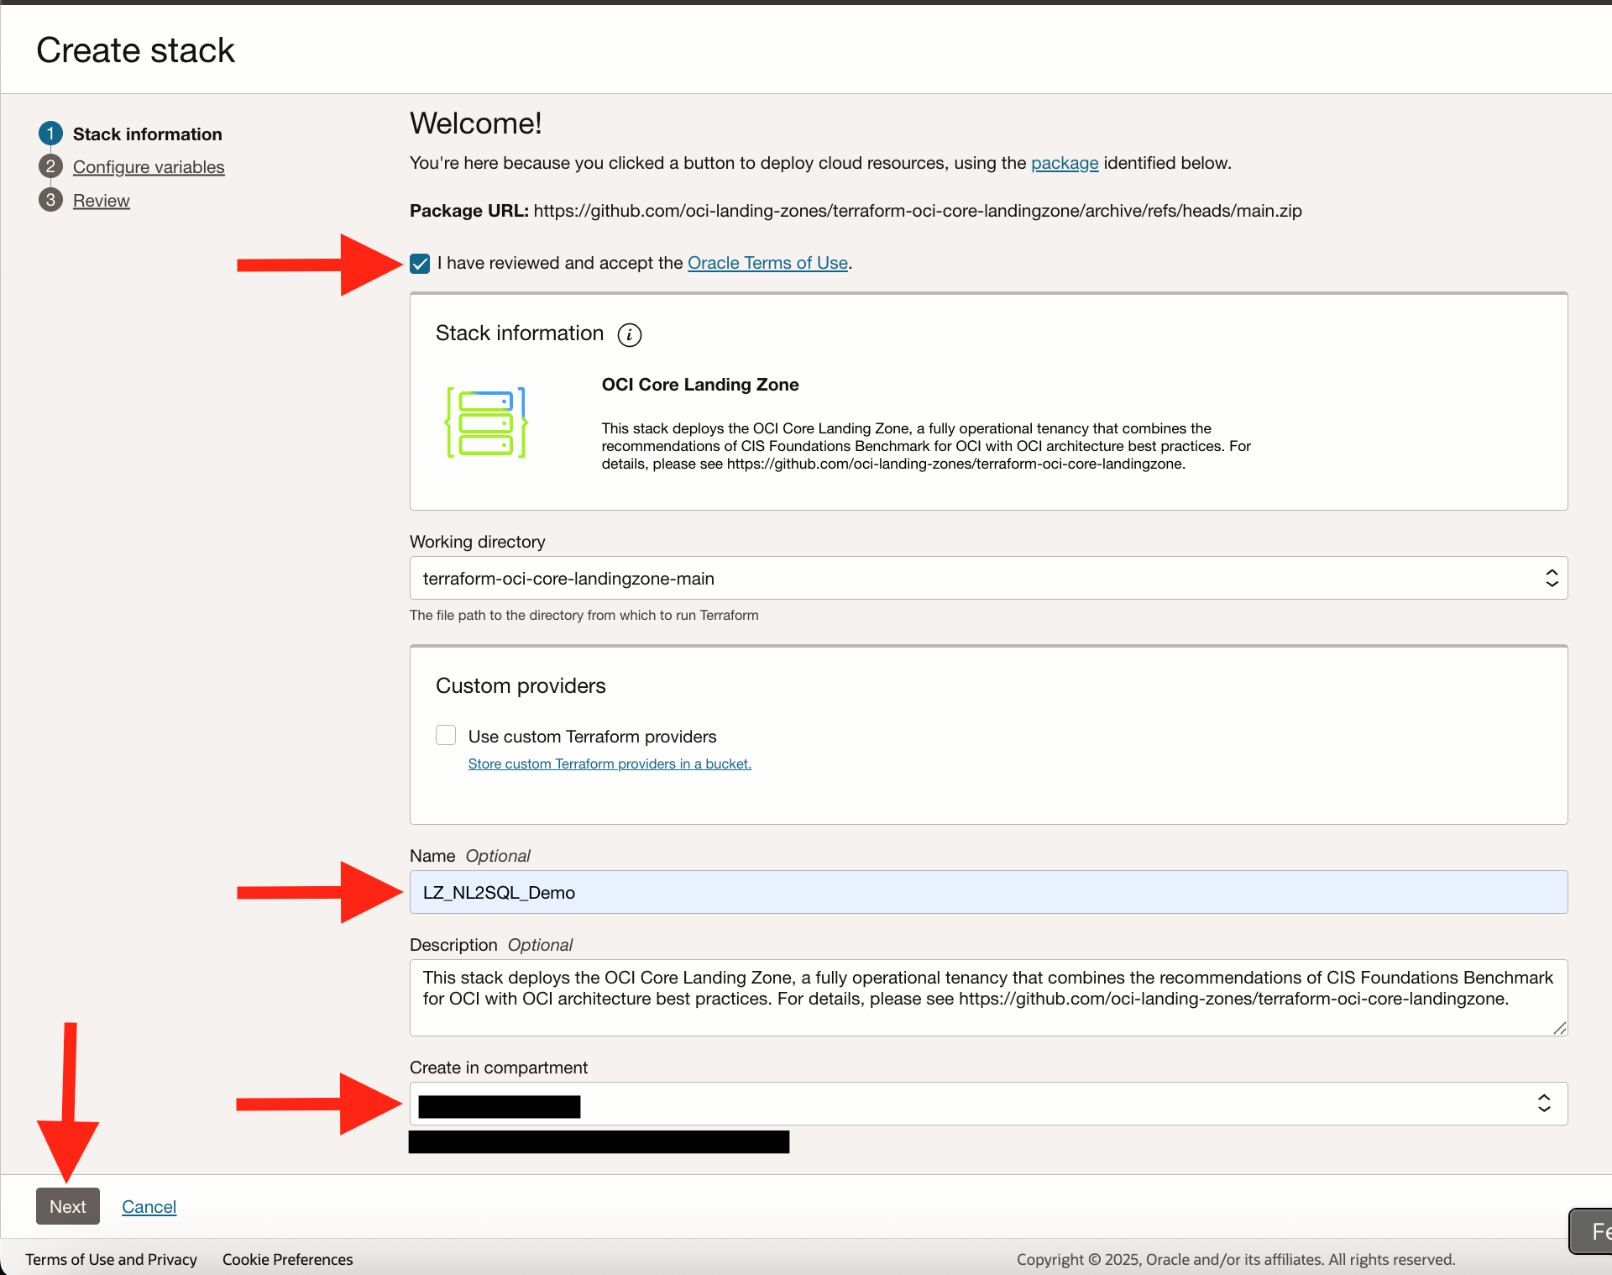 Create stack
1 Stack information
2 Configure variables
3 Review
Welcome!
You're here because you clicked a button to deploy cloud resources, using the package identified below.
Package URL: https://github.com/oci-landing-zones/terraform-oci-core-landingzone/archive/refs/heads/main.zip
I have reviewed and accept the Oracle Terms of Use.
Stack information i
OCI Core Landing Zone
This stack deploys the OCI Core Landing Zone, a fully operational tenancy that combines the
recommendations of CIS Foundations Benchmark for OCI with OCI architecture best practices. For
details, please see https://github.com/oci-landing-zones/terraform-oci-core-landingzone.
Working directory
terraform-oci-core-landingzone-main
The file path to the directory from which to run Terraform
Custom providers
Use custom Terraform providers
Store custom Terraform providers in a bucket.
Name Optional
LZ_NL2SQL_Demo
Description Optional
This stack deploys the OCI Core Landing Zone, a fully operational tenancy that combines the recommendations of CIS Foundations Benchmark
for OCI with OCI architecture best practices. For details, please see https://github.com/oci-landing-zones/terraform-oci-core-landingzone.
Create in compartment
Next Cancel
Fe
Terms of Use and Privacy Cookie Preferences
Copyright © 2025, Oracle and/or its affiliates. All rights reserved.